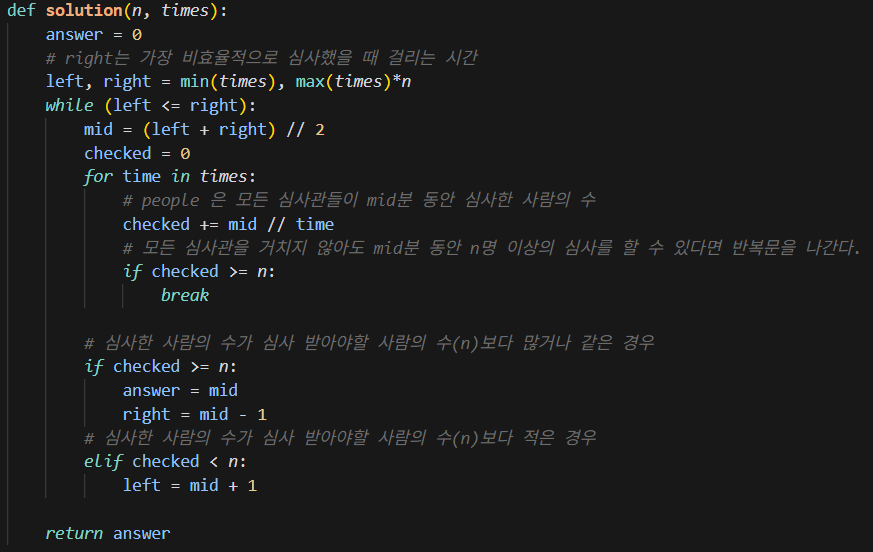 def solution(n, times):
    answer = 0
    # right는 가장 비효율적으로 심사했을 때 걸리는 시간
    left, right = min(times), max(times)*n
    while (left <= right):
        mid = (left + right) // 2
        checked = 0
        for time in times:
            # people 은 모든 심사관들이 mid분 동안 심사한 사람의 수
            checked += mid // time
            # 모든 심사관을 거치지 않아도 mid분 동안 n명 이상의 심사를 할 수 있다면 반복문을 나간다.
            if checked >= n:
                break

        # 심사한 사람의 수가 심사 받아야할 사람의 수(n)보다 많거나 같은 경우
        if checked >= n:
            answer = mid
            right = mid - 1
        # 심사한 사람의 수가 심사 받아야할 사람의 수(n)보다 적은 경우
        elif checked < n:
            left = mid + 1

    return answer